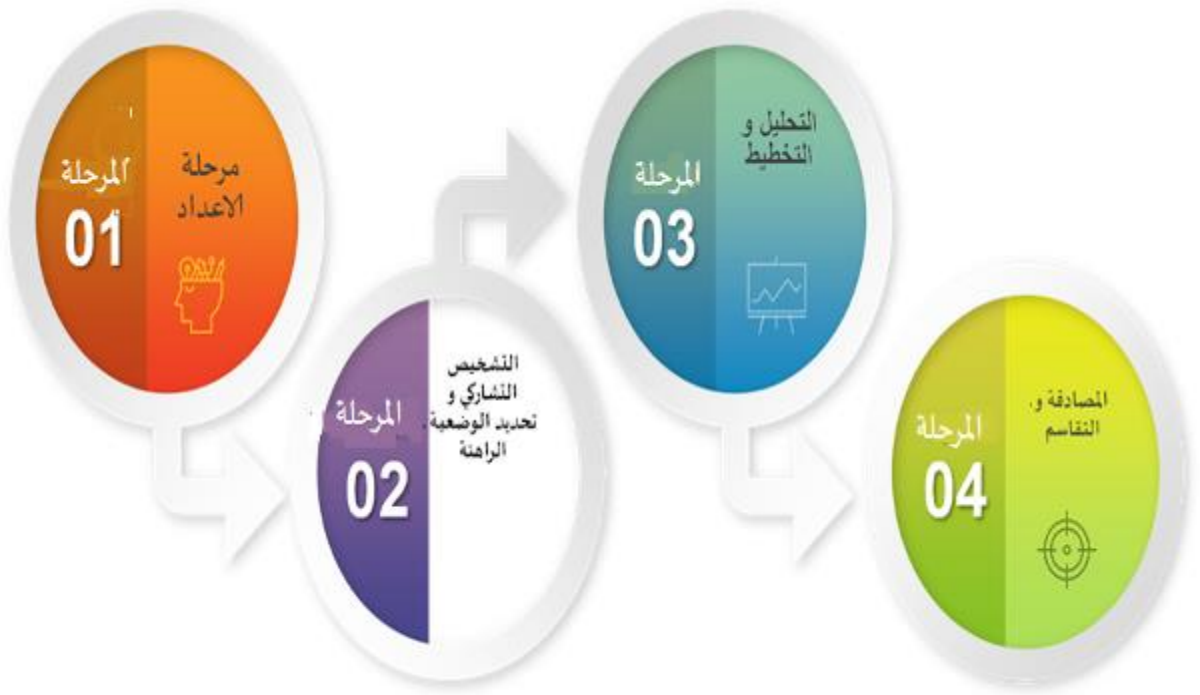 المرحلة
01
مرحلة
الاعداد
المرحلة
02
التشخيص
التشاركي و
تحديد الوضعية.
الراهنة
المرحلة
03
التحليل و
التخطيط
المرحلة
04
المصادقة و.
التقاسم